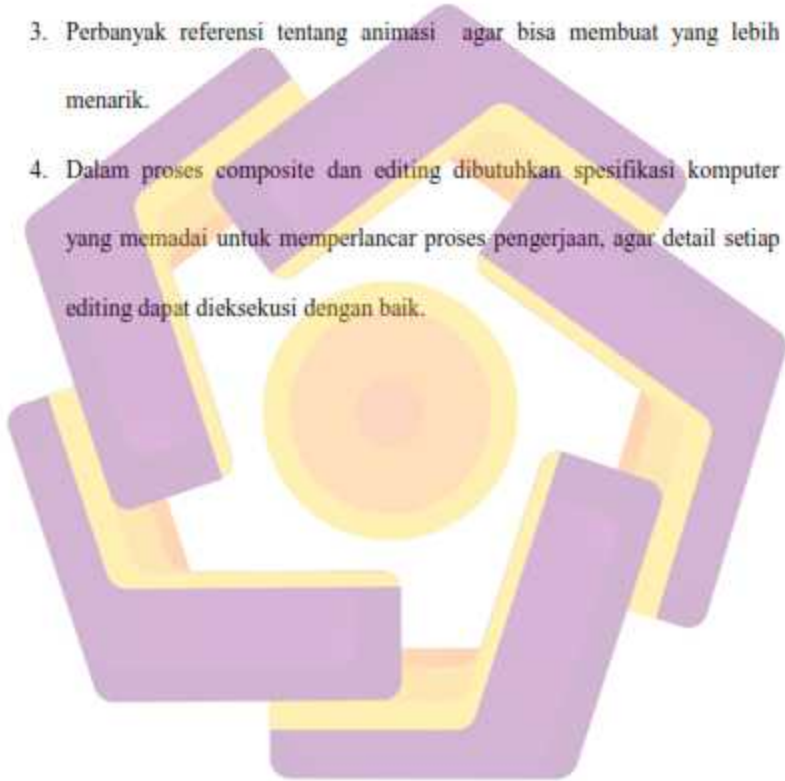 3. Perbanyak referensi tentang animasi agar bisa membuat yang lebih
menarik.
4. Dalam proses composite dan editing dibutuhkan spesifikasi komputer
yang memadai untuk memperlancar proses pengerjaan, agar detail setiap
editing dapat dieksekusi dengan baik.